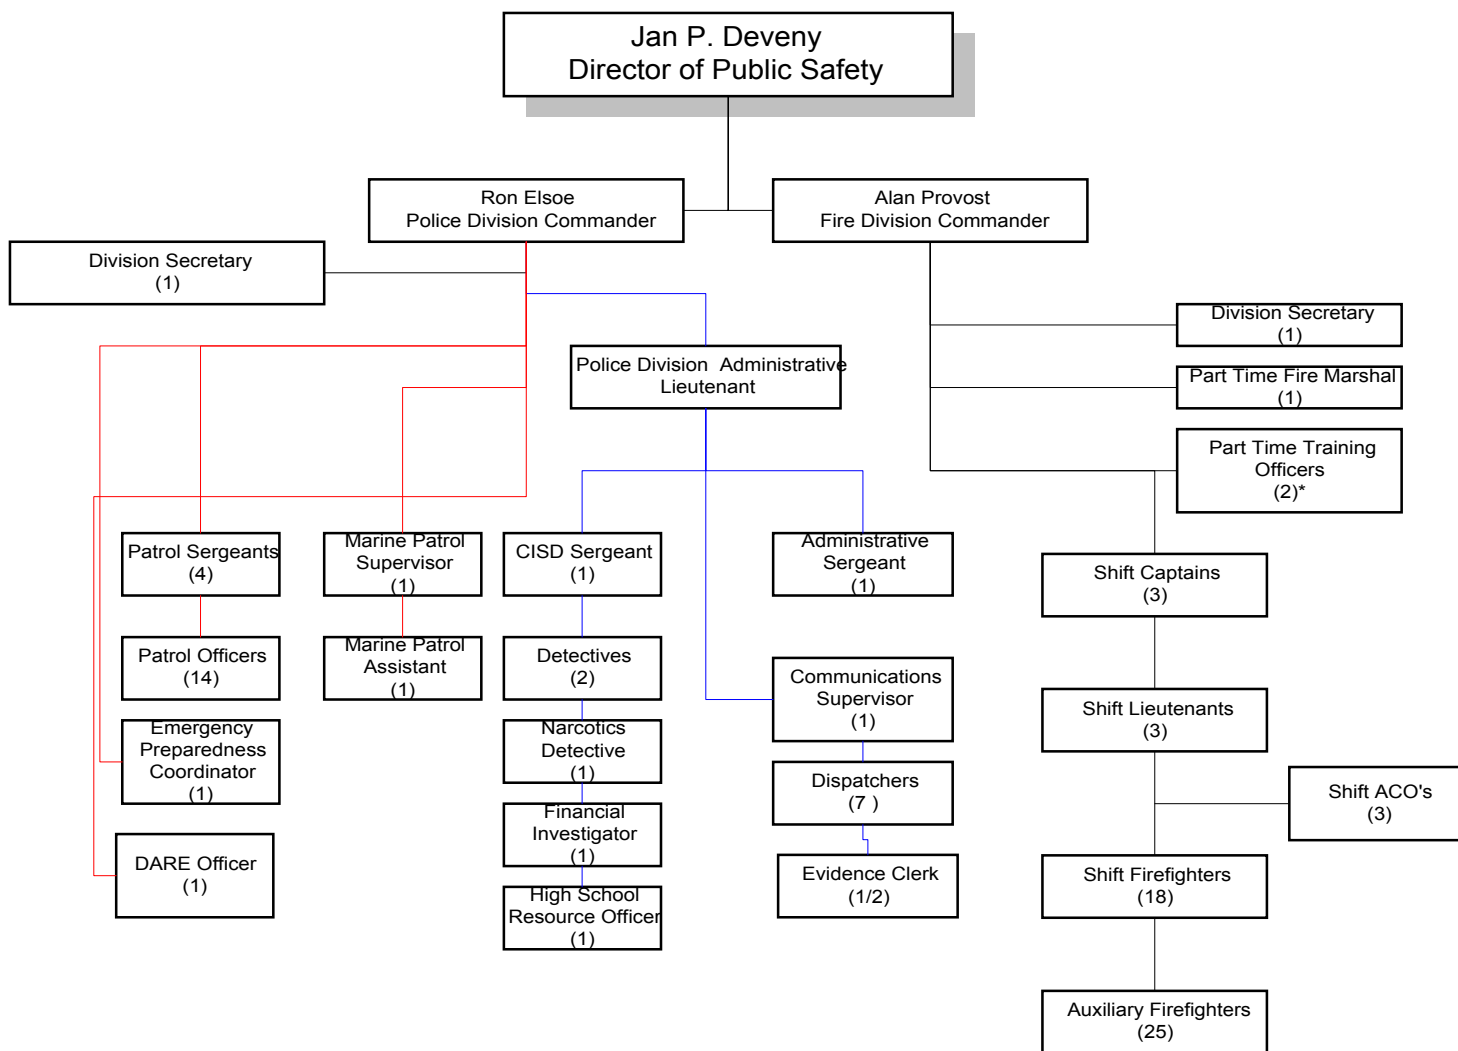 Jan P. Deveny
Director of Public Safety
Ron Elsoe
Police Division Commander
Alan Provost
Fire Division Commander
Division Secretary
(1)
Division Secretary
(1)
Police Division Administrative
Lieutenant
Part Time Fire Marshal
(1)
Part Time Training
Officers
(2)*
Patrol Sergeants
(4)
Marine Patrol
Supervisor
(1)
CISD Sergeant
(1)
Administrative
Sergeant
(1)
Shift Captains
(3)
Patrol Officers
(14)
Marine Patrol
Assistant
(1)
Detectives
(2)
Communications
Supervisor
(1)
Shift Lieutenants
(3)
Emergency
Preparedness
Coordinator
(1)
Narcotics
Detective
(1)
Dispatchers
(7 )
Shift ACO's
(3)
Financial
Investigator
(1)
DARE Officer
(1)
Evidence Clerk
(1/2)
Shift Firefighters
(18)
High School
Resource Officer
(1)
Auxiliary Firefighters
(25)